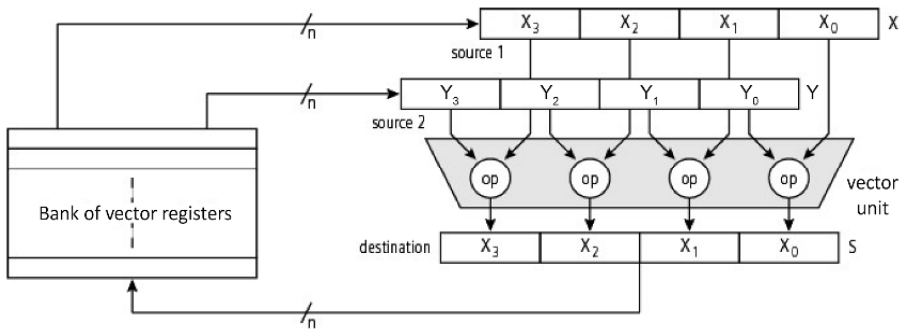 X₃ X₂ X₁ X₀ X
n
source 1
n
Y₃ Y₂ Y₁ Y₀ Y
source 2
op op op op
vector
unit
Bank of vector registers
destination X₃ X₂ X₁ X₀ S
n